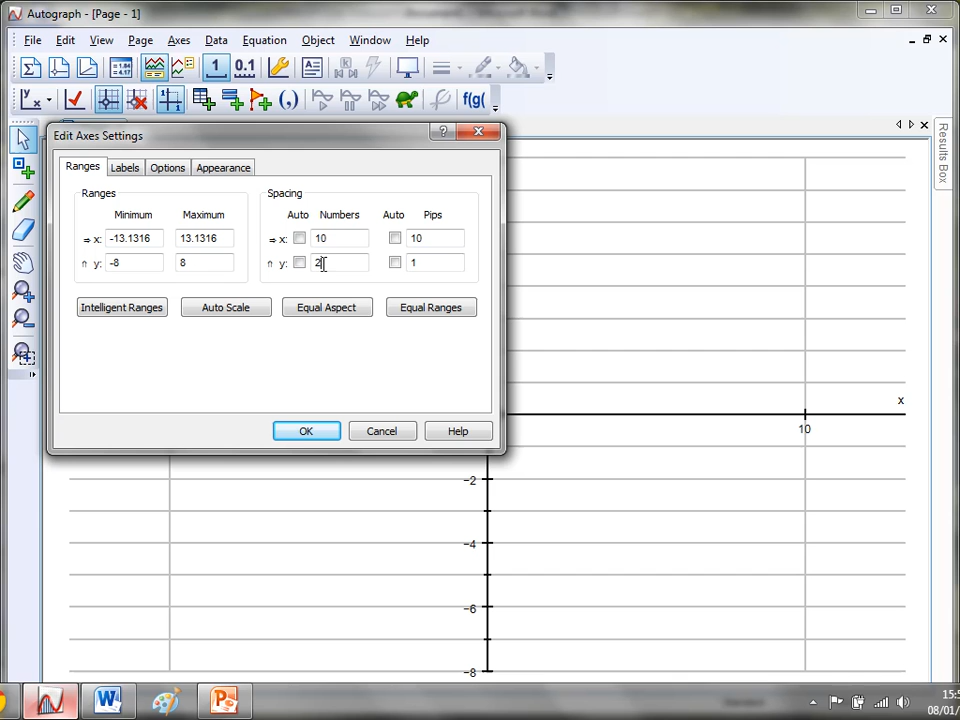 Autograph - [Page - 1]
File Edit View Page Axes Data Equation Object Window Help
1 0.1
f(g(
Edit Axes Settings
Ranges Labels Options Appearance
Ranges Spacing
Minimum Maximum Auto Numbers Auto Pips
⇒ x: -13.1316 13.1316 ⇒ x: 10 10
⇑ y: -8 8 ⇑ y: 2 1
Intelligent Ranges Auto Scale Equal Aspect Equal Ranges
OK Cancel Help
Results Box
x
10
-2
-4
-6
-8
08/01/